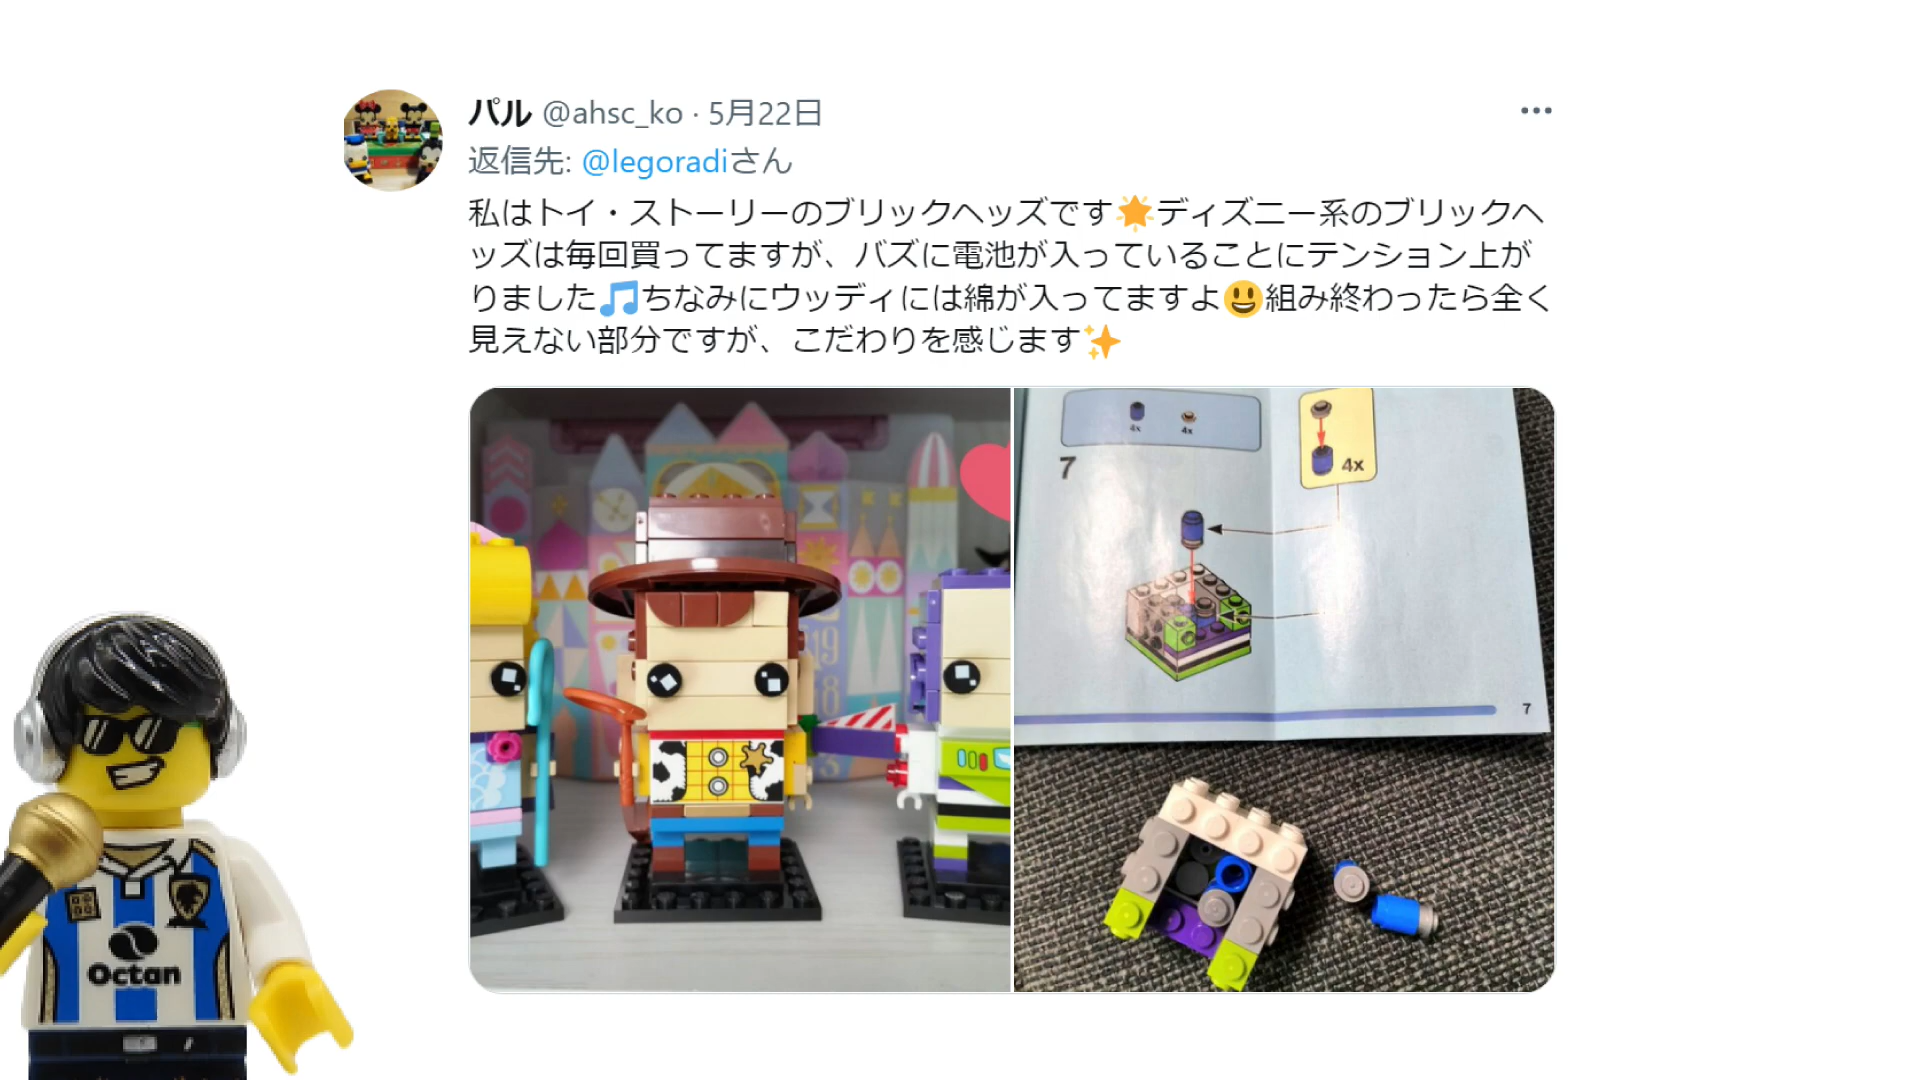 パル @ahsc_ko · 5月22日
返信先: @legoradiさん
私はトイ・ストーリーのブリックヘッズです🌟ディズニー系のブリックヘ
ッズは毎回買ってますが、バズに電池が入っていることにテンション上が
りました🎵ちなみにウッディには綿が入ってますよ😃組み終わったら全く
見えない部分ですが、こだわりを感じます✨
4x 4x
4x
7
7
Octan